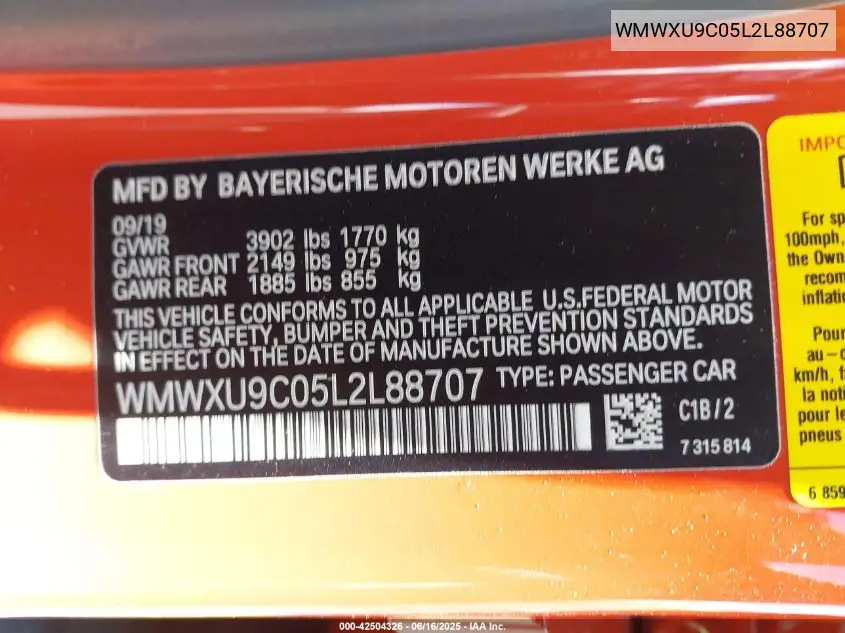 WMWXU9C05L2L88707
MFD BY BAYERISCHE MOTOREN WERKE AG
09/19
GVWR 3902 lbs 1770 kg
GAWR FRONT 2149 lbs 975 kg
GAWR REAR 1885 lbs 855 kg
THIS VEHICLE CONFORMS TO ALL APPLICABLE U.S.FEDERAL MOTOR
VEHICLE SAFETY, BUMPER AND THEFT PREVENTION STANDARDS
IN EFFECT ON THE DATE OF MANUFACTURE SHOWN ABOVE.
WMWXU9C05L2L88707 TYPE: PASSENGER CAR
C1B/2
7 315 814
IMPO
For sp
100mph,
the Own
recom
inflatio
Pour
au-d
km/h, f
la noti
pour le
pneus
6 859
000-42504326 - 06/16/2025 - IAA Inc.